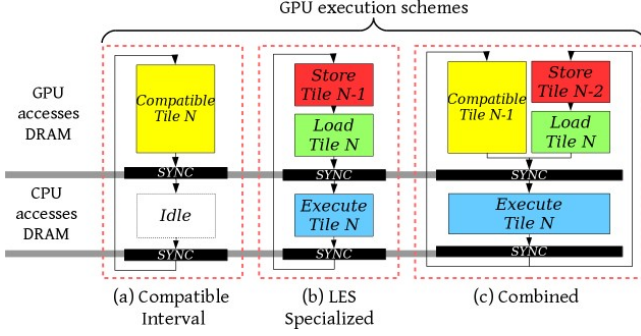 GPU execution schemes
GPU
accesses
DRAM
Compatible
Tile N
Store
Tile N-1
Load
Tile N
Compatible
Tile N-1
Store
Tile N-2
Load
Tile N
SYNC
SYNC
SYNC
CPU
accesses
DRAM
Idle
Execute
Tile N
Execute
Tile N
SYNC
SYNC
SYNC
(a) Compatible
Interval
(b) LES
Specialized
(c) Combined